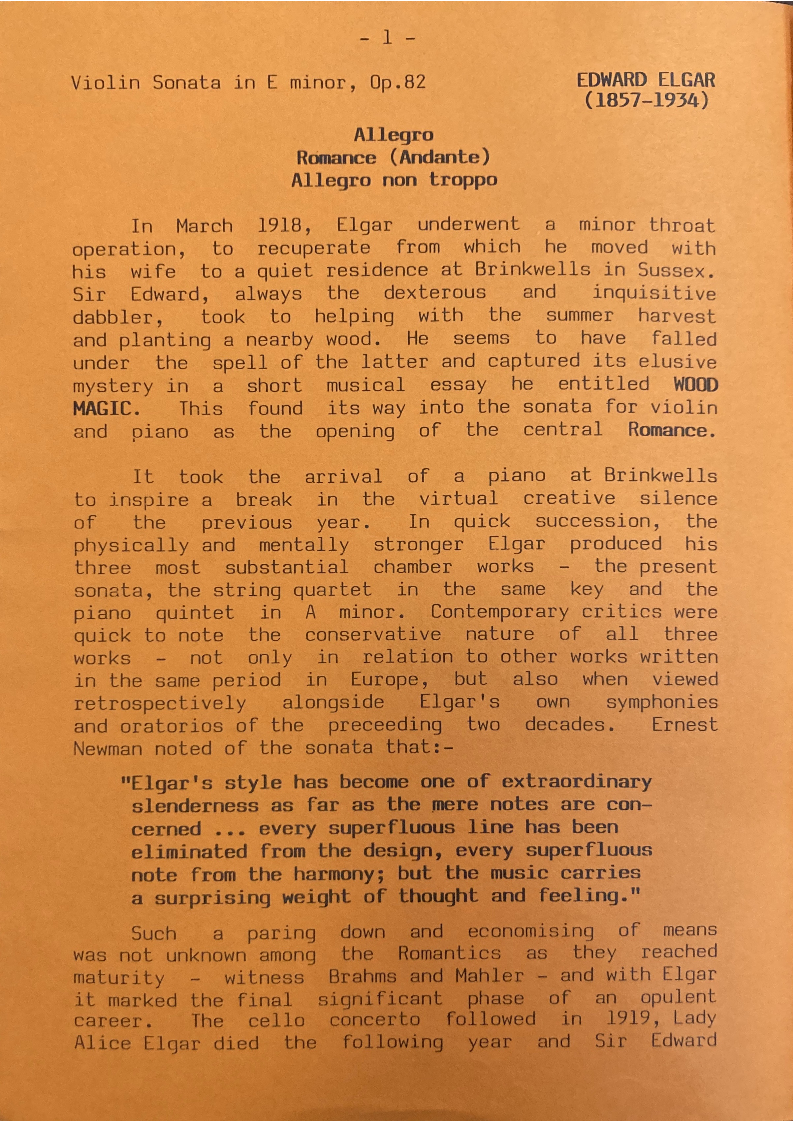 - 1 -
Violin Sonata in E minor, Op.82 EDWARD ELGAR
(1857-1934)
Allegro
Romance (Andante)
Allegro non troppo
In March 1918, Elgar underwent a minor throat
operation, to recuperate from which he moved with
his wife to a quiet residence at Brinkwells in Sussex.
Sir Edward, always the dexterous and inquisitive
dabbler, took to helping with the summer harvest
and planting a nearby wood. He seems to have falled
under the spell of the latter and captured its elusive
mystery in a short musical essay he entitled WOOD
MAGIC. This found its way into the sonata for violin
and piano as the opening of the central Romance.
It took the arrival of a piano at Brinkwells
to inspire a break in the virtual creative silence
of the previous year. In quick succession, the
physically and mentally stronger Elgar produced his
three most substantial chamber works - the present
sonata, the string quartet in the same key and the
piano quintet in A minor. Contemporary critics were
quick to note the conservative nature of all three
works - not only in relation to other works written
in the same period in Europe, but also when viewed
retrospectively alongside Elgar's own symphonies
and oratorios of the preceeding two decades. Ernest
Newman noted of the sonata that:-
"Elgar's style has become one of extraordinary
slenderness as far as the mere notes are con-
cerned ... every superfluous line has been
eliminated from the design, every superfluous
note from the harmony; but the music carries
a surprising weight of thought and feeling."
Such a paring down and economising of means
was not unknown among the Romantics as they reached
maturity - witness Brahms and Mahler - and with Elgar
it marked the final significant phase of an opulent
career. The cello concerto followed in 1919, Lady
Alice Elgar died the following year and Sir Edward